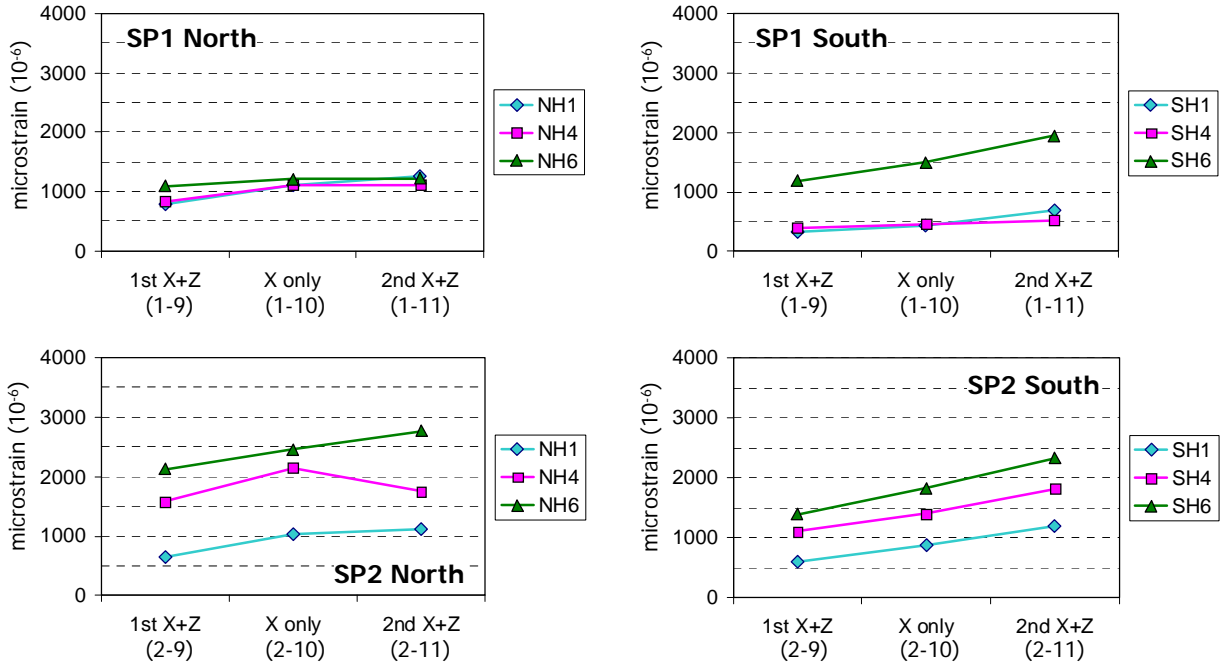 SP1 North
microstrain (10-6)
4000
3000
2000
1000
0
1st X+Z
(1-9)
X only
(1-10)
2nd X+Z
(1-11)
NH1
NH4
NH6
SP1 South
microstrain (10-6)
4000
3000
2000
1000
0
1st X+Z
(1-9)
X only
(1-10)
2nd X+Z
(1-11)
SH1
SH4
SH6
SP2 North
microstrain (10-6)
4000
3000
2000
1000
0
1st X+Z
(2-9)
X only
(2-10)
2nd X+Z
(2-11)
NH1
NH4
NH6
SP2 South
microstrain (10-6)
4000
3000
2000
1000
0
1st X+Z
(2-9)
X only
(2-10)
2nd X+Z
(2-11)
SH1
SH4
SH6